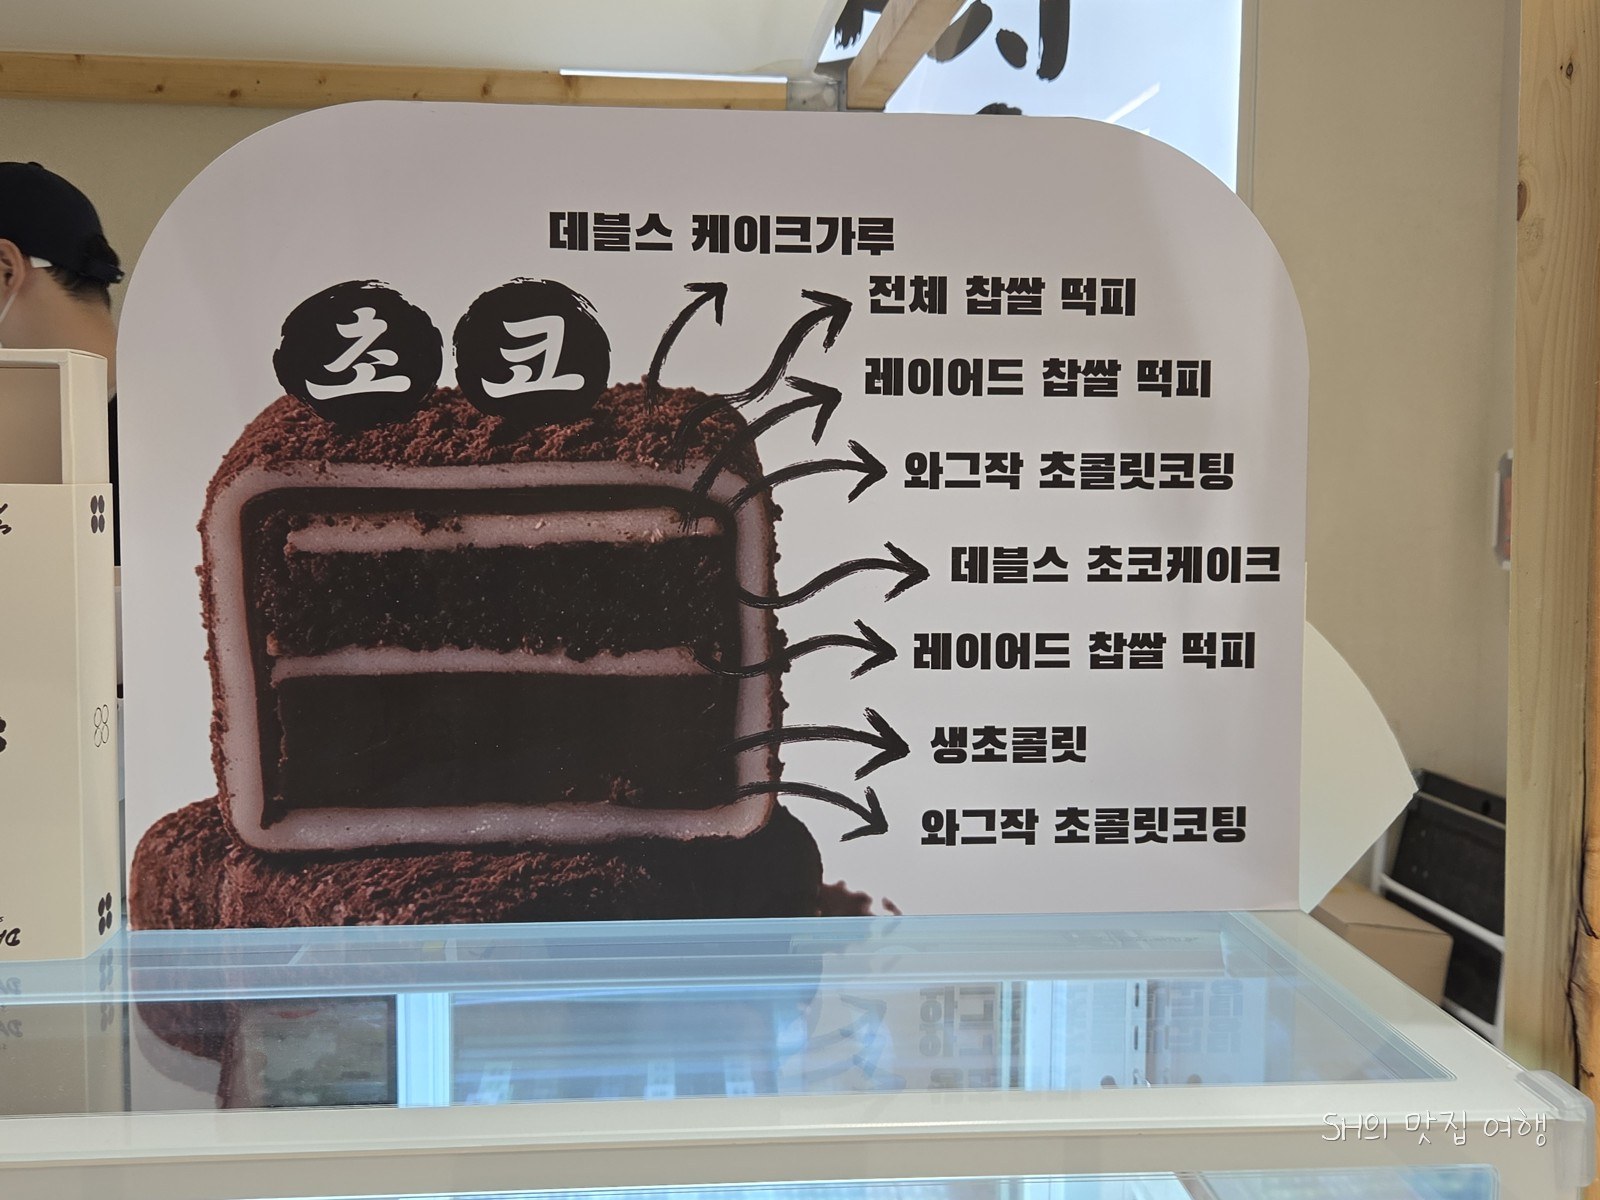 데블스 케이크가루
전체 찹쌀 떡피
초코
레이어드 찹쌀 떡피
와그작 초콜릿코팅
데블스 초코케이크
레이어드 찹쌀 떡피
생초콜릿
와그작 초콜릿코팅
SH의 맛집 여행